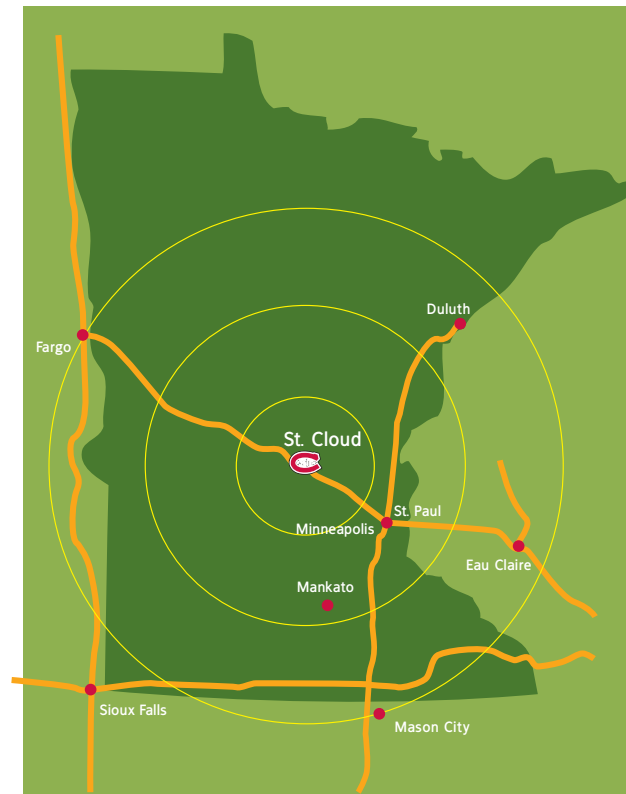 Duluth
Fargo
St. Cloud
St. Paul
Minneapolis
Eau Claire
Mankato
Sioux Falls
Mason City